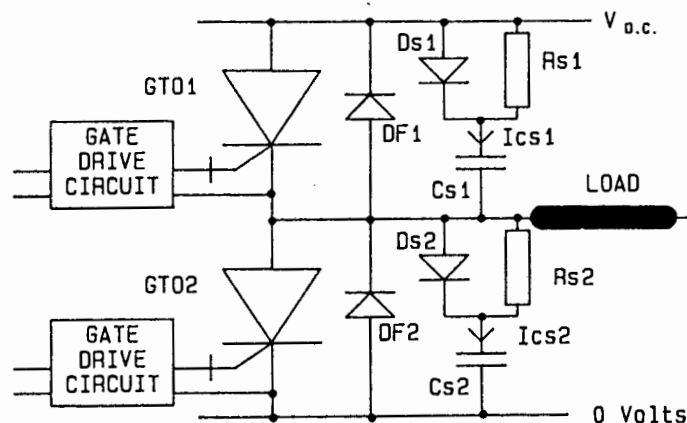 V D.C.
Ds1
Rs1
GTO1
GATE
DRIVE
CIRCUIT
DF1
Ics1
Cs1
LOAD
Ds2
Rs2
GTO2
GATE
DRIVE
CIRCUIT
DF2
Ics2
Cs2
0 Volts